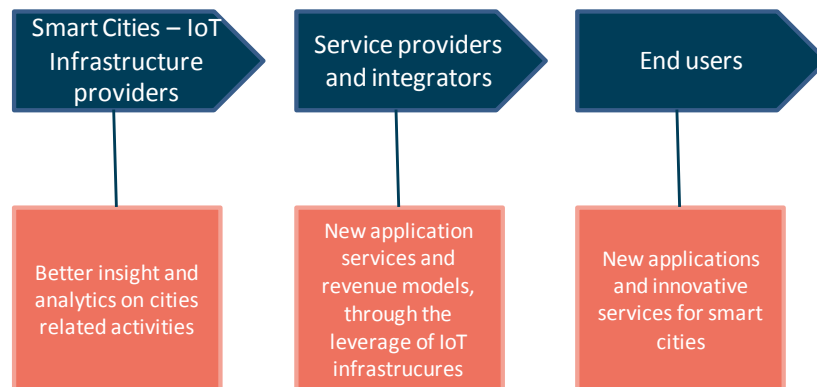 Smart Cities – IoT
Infrastructure
providers
Service providers
and integrators
End users
Better insight and
analytics on cities
related activities
New application
services and
revenue models,
through the
leverage of IoT
infrastrucures
New applications
and innovative
services for smart
cities